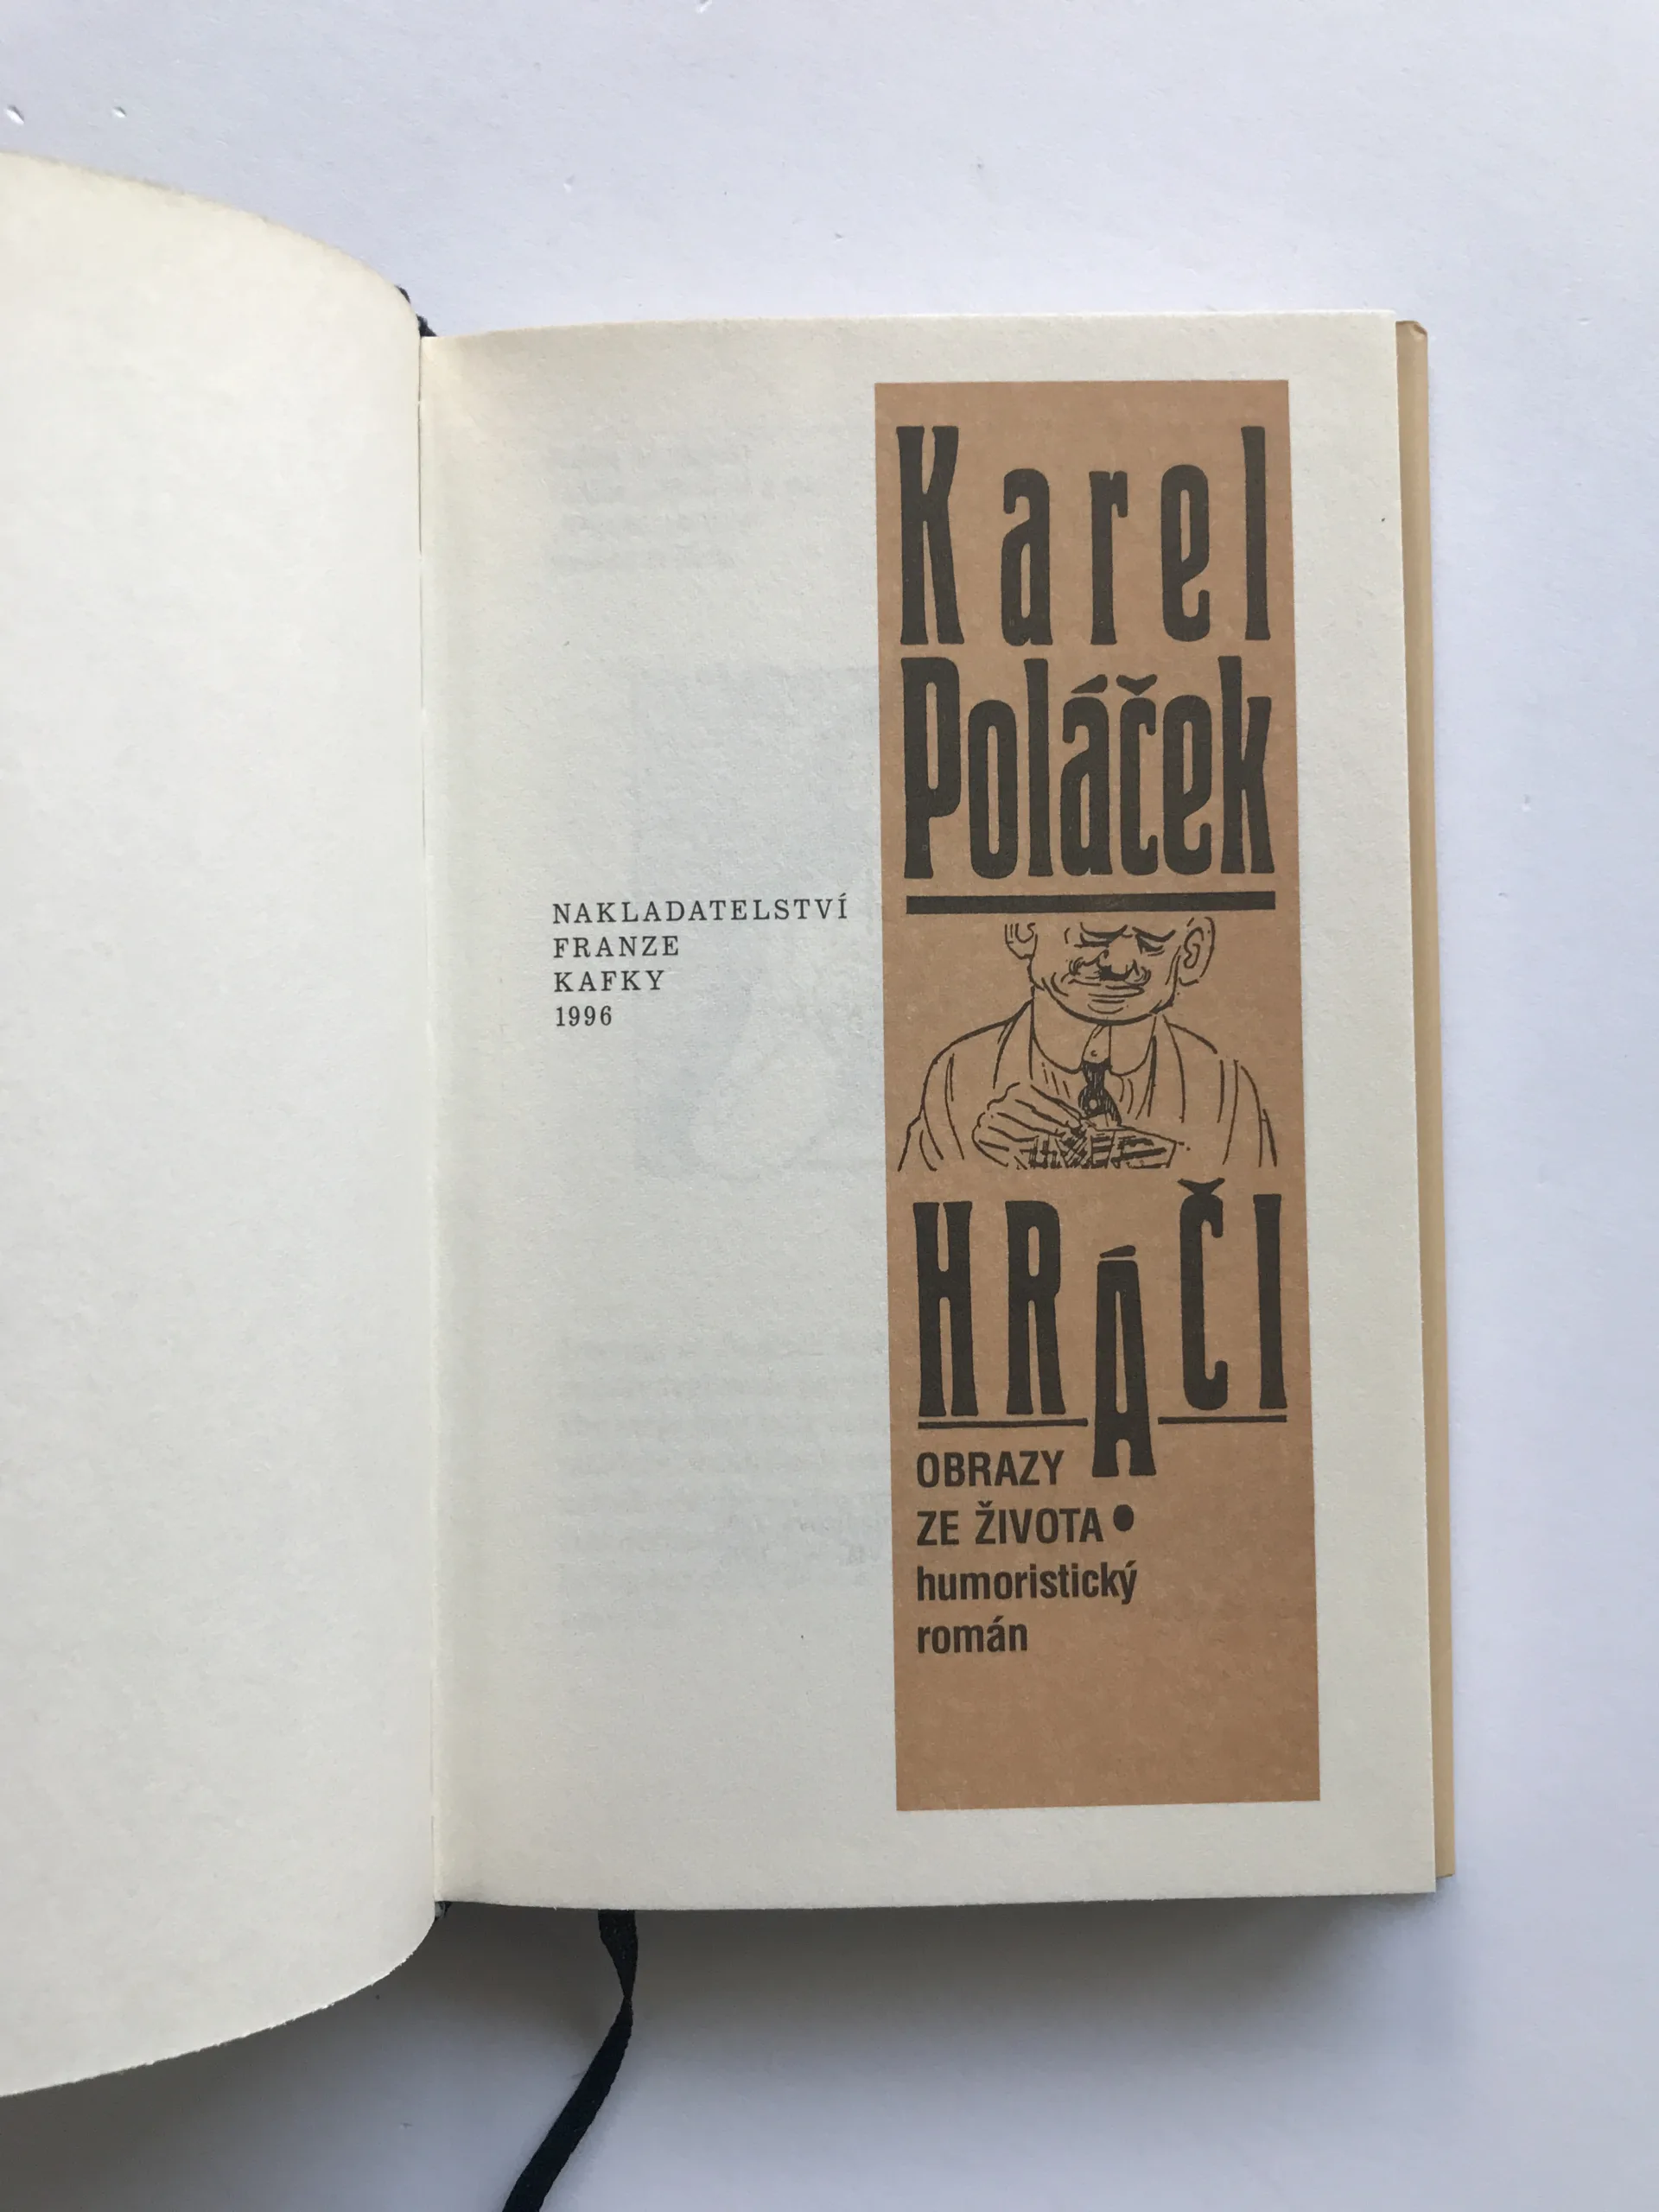 NAKLADATELSTVÍ
FRANZE
KAFKY
1996
Karel
Poláček
HRÁČI
OBRAZY
ZE ŽIVOTA •
humoristický
román